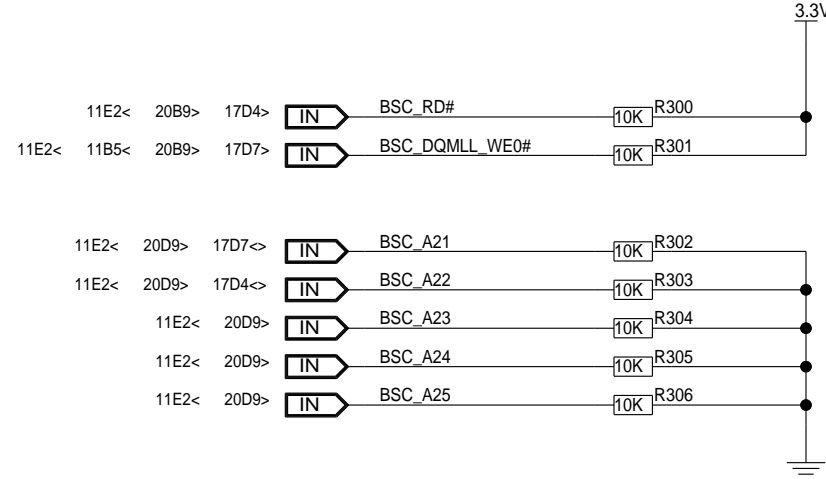 3.3V
11E2< 20B9> 17D4> IN BSC_RD# 10K R300
11E2< 11B5< 20B9> 17D7> IN BSC_DQMLL_WE0# 10K R301
11E2< 20D9> 17D7<> IN BSC_A21 10K R302
11E2< 20D9> 17D4<> IN BSC_A22 10K R303
11E2< 20D9> IN BSC_A23 10K R304
11E2< 20D9> IN BSC_A24 10K R305
11E2< 20D9> IN BSC_A25 10K R306